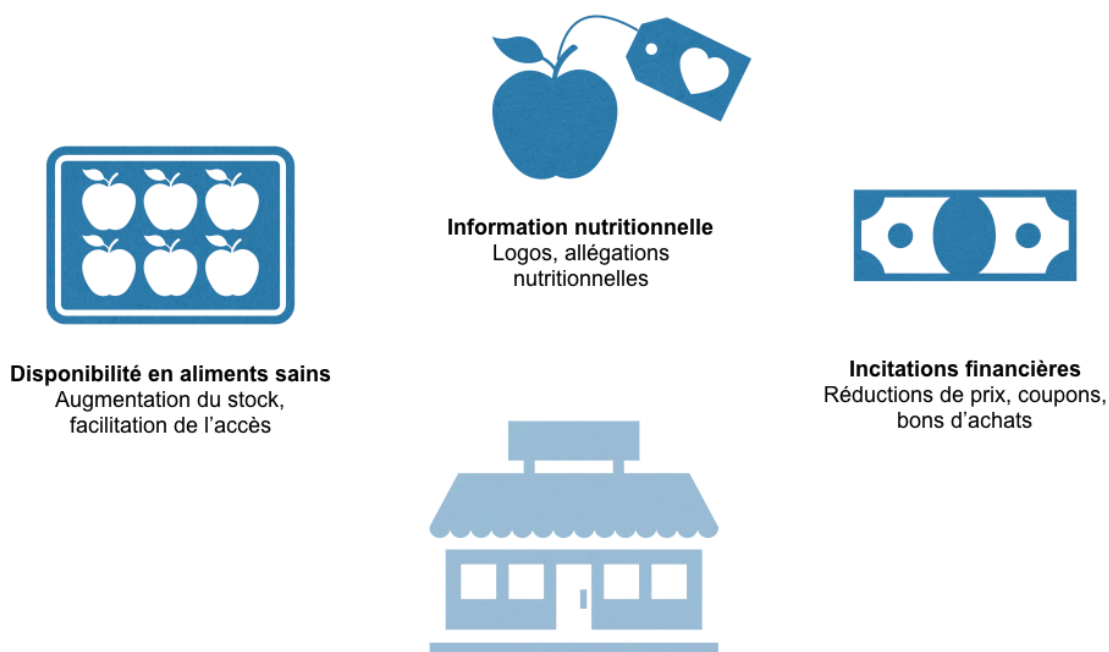 Information nutritionnelle
Logos, allégations
nutritionnelles
Disponibilité en aliments sains
Augmentation du stock,
facilitation de l'accès
Incitations financières
Réductions de prix, coupons,
bons d'achats